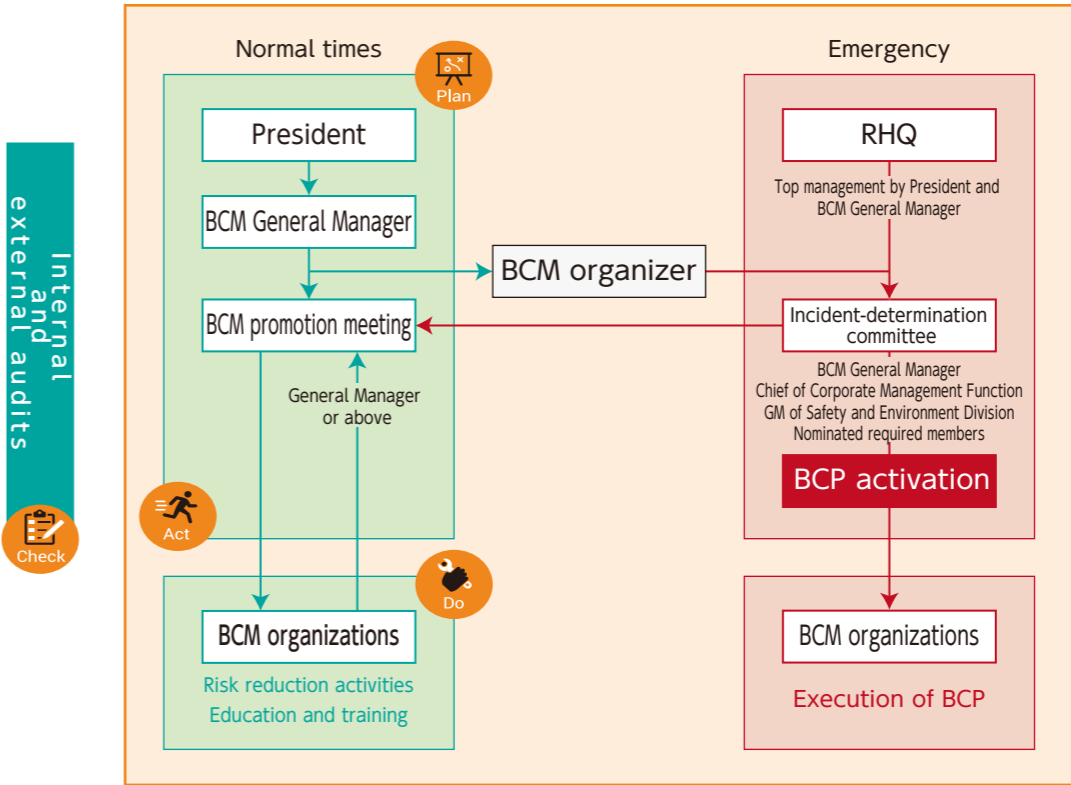 Internal
and
external audits
Check
Normal times
Plan
President
BCM General Manager
BCM promotion meeting
General Manager
or above
Act
Do
BCM organizations
Risk reduction activities
Education and training
BCM organizer
Emergency
RHQ
Top management by President and
BCM General Manager
Incident-determination
committee
BCM General Manager
Chief of Corporate Management Function
GM of Safety and Environment Division
Nominated required members
BCP activation
BCM organizations
Execution of BCP